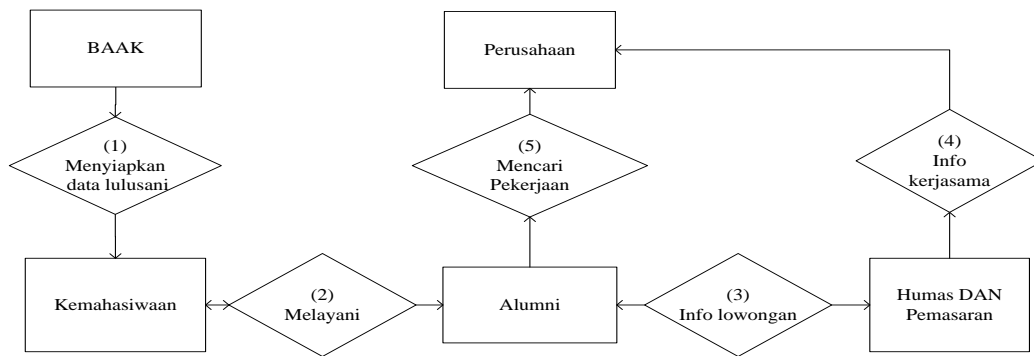 BAAK
Perusahaan
(1)
Menyiapkan
data lulusani
(5)
Mencari
Pekerjaan
(4)
Info
kerjasama
Kemahasiwaan
(2)
Melayani
Alumni
(3)
Info lowongan
Humas DAN
Pemasaran